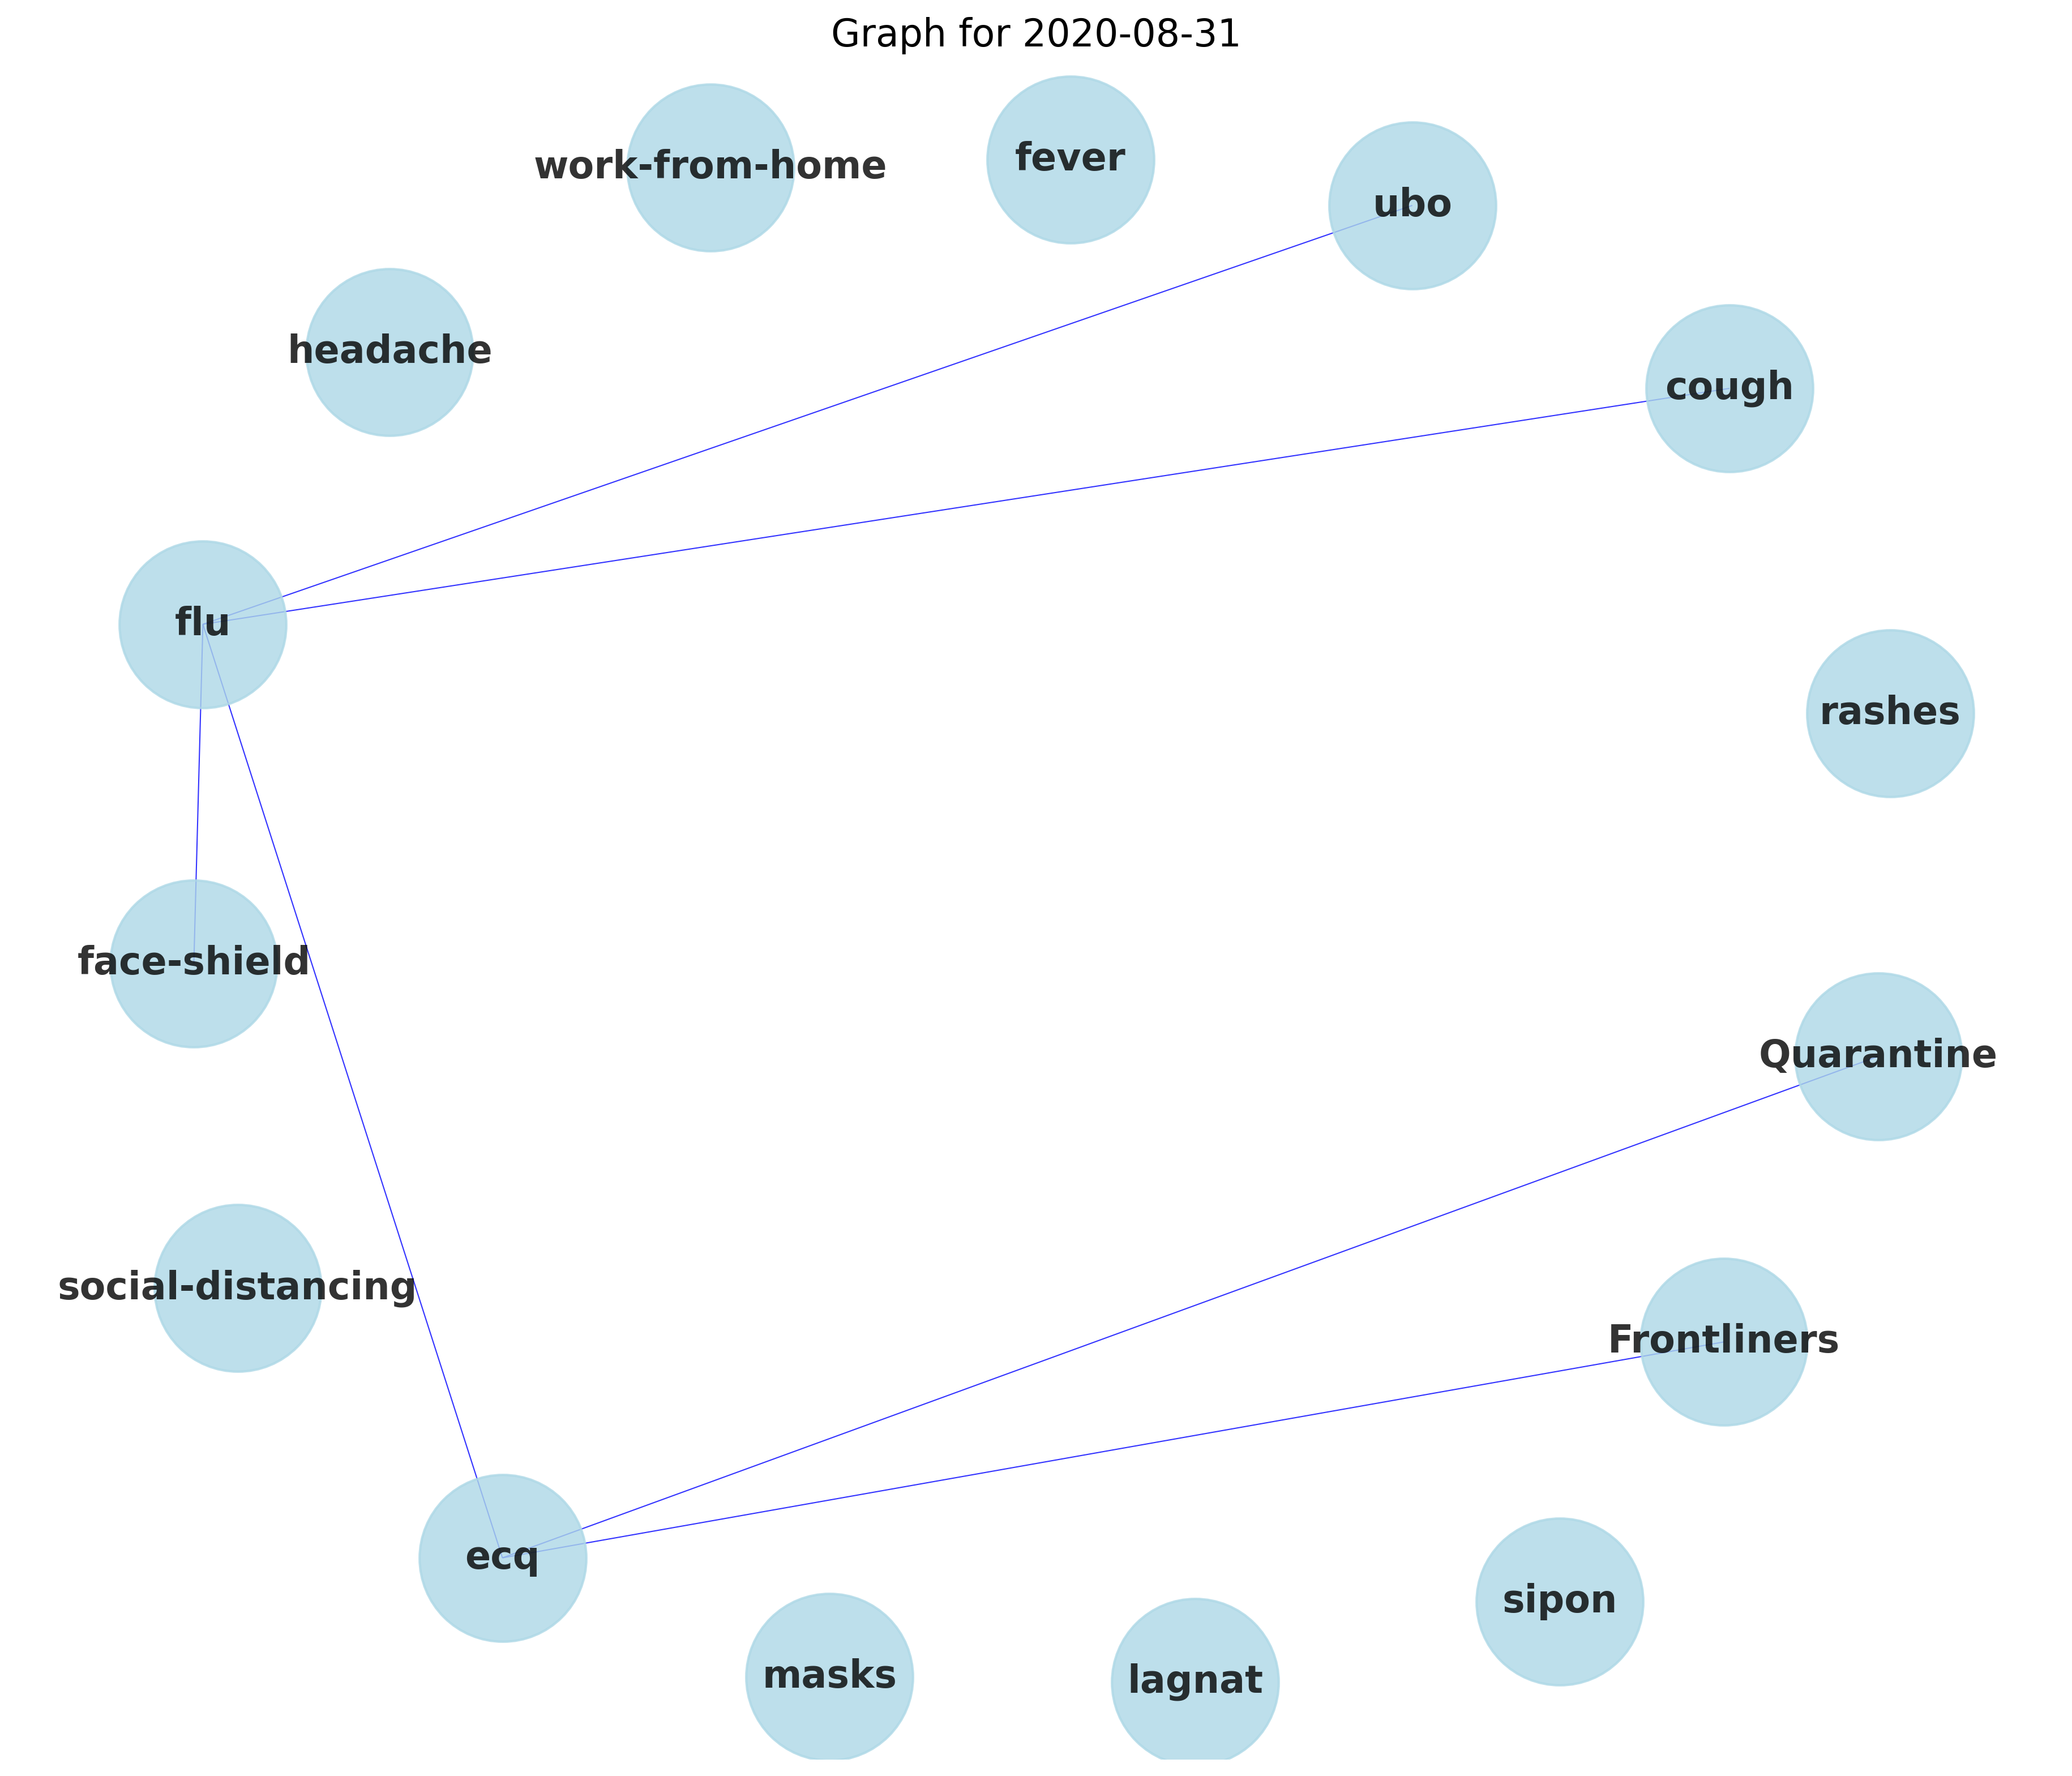 Graph for 2020-08-31
fever
work-from-home
ubo
headache
cough
flu
rashes
face-shield
Quarantine
social-distancing
Frontliners
ecq
sipon
masks
lagnat